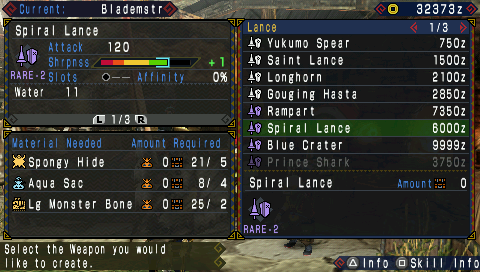 Current: Blademstr
32373z
Spiral Lance
Attack 120
Shrpnss +1
RARE-2 Slots Affinity 0%
Water 11
L 1/3 R
Material Needed Amount Required
Spongy Hide 0 21/ 5
Aqua Sac 0 8/ 4
Lg Monster Bone 0 25/ 2
Select the Weapon you would
like to create.
Lance 1/3
Yukumo Spear 750z
Saint Lance 1500z
Longhorn 2100z
Gouging Hasta 2850z
Rampart 7350z
Spiral Lance 6000z
Blue Crater 9999z
Prince Shark 3750z
Spiral Lance Amount 0
RARE-2
Info Skill Info